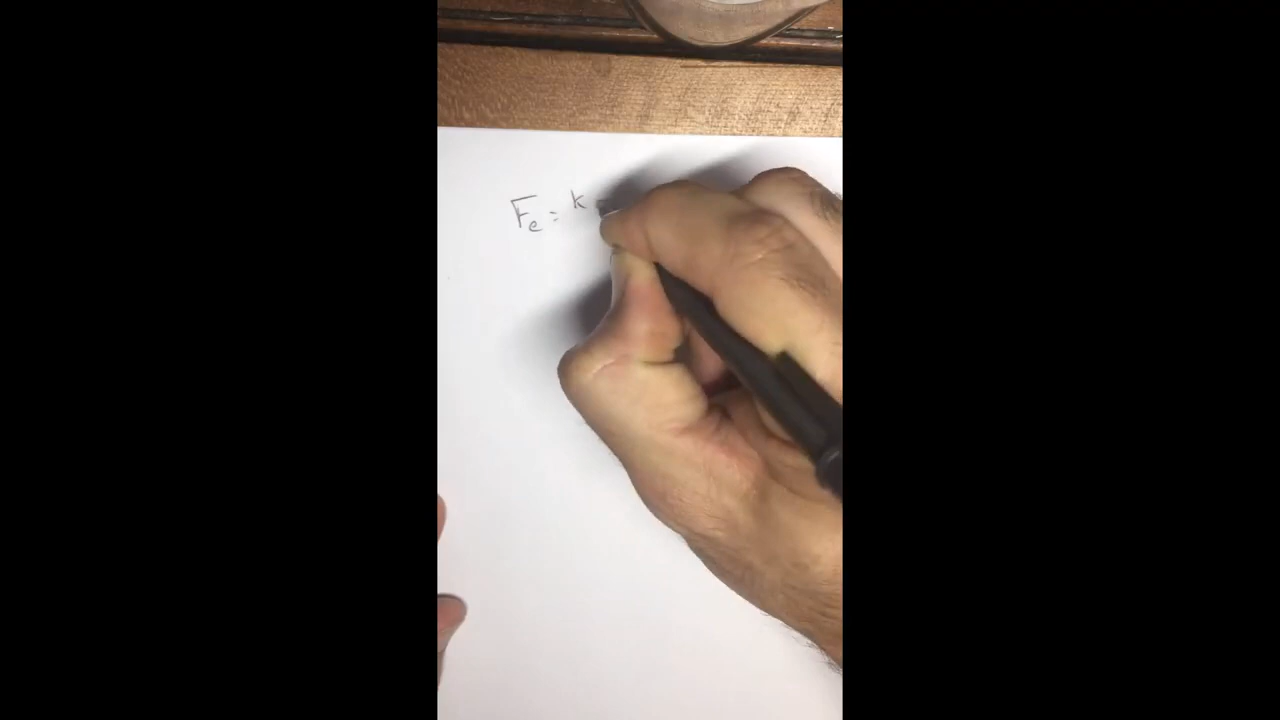 Fe = k